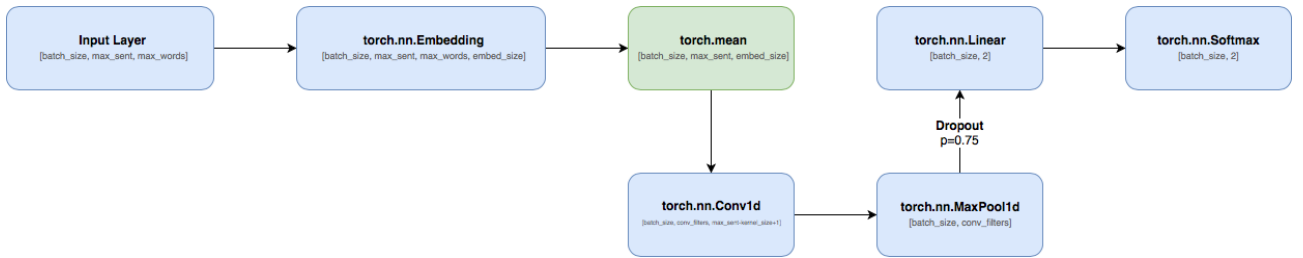 Input Layer
[batch_size, max_sent, max_words]
torch.nn.Embedding
[batch_size, max_sent, max_words, embed_size]
torch.mean
[batch_size, max_sent, embed_size]
torch.nn.Conv1d
[batch_size, conv_filters, max_sent-kernel_size+1]
torch.nn.MaxPool1d
[batch_size, conv_filters]
Dropout
p=0.75
torch.nn.Linear
[batch_size, 2]
torch.nn.Softmax
[batch_size, 2]